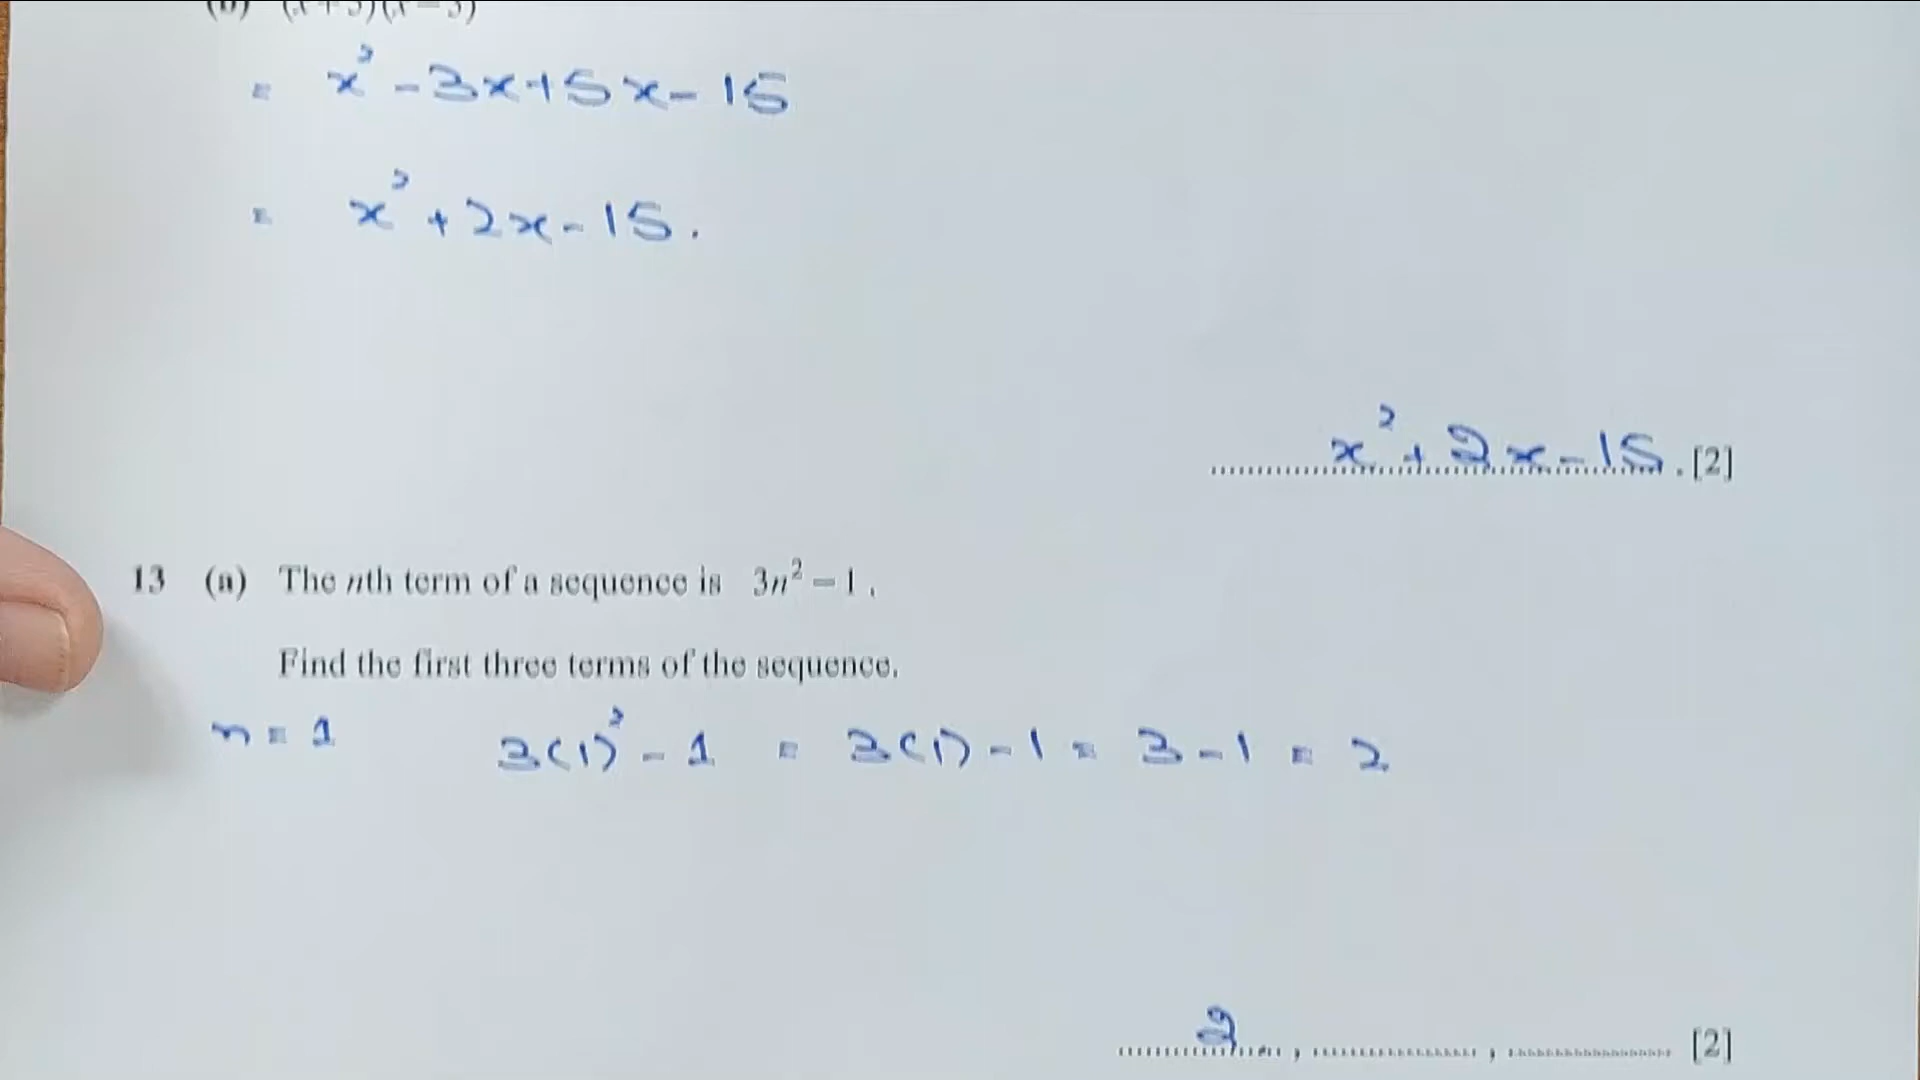 (b) (x + 5)(x − 3)
= x² - 3x + 5x - 15
= x² + 2x - 15.
x² + 2x - 15. [2]
13 (a) The nth term of a sequence is 3n² − 1.
Find the first three terms of the sequence.
n = 1 3(1)² - 1 = 3(1) - 1 = 3 - 1 = 2
2 , .................... , .................... [2]